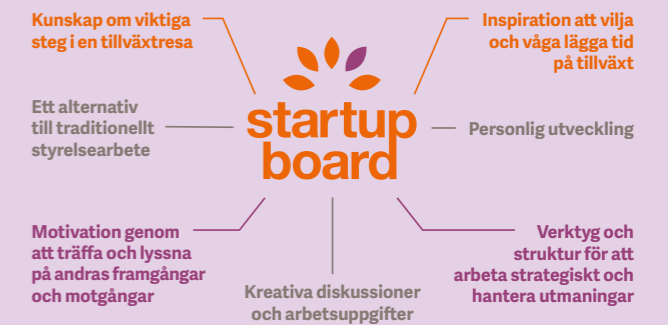 Kunskap om viktiga
steg i en tillväxtresa
Inspiration att vilja
och våga lägga tid
på tillväxt
Ett alternativ
till traditionellt
styrelsearbete
startup
board
Personlig utveckling
Motivation genom
att träffa och lyssna
på andras framgångar
och motgångar
Kreativa diskussioner
och arbetsuppgifter
Verktyg och
struktur för att
arbeta strategiskt och
hantera utmaningar